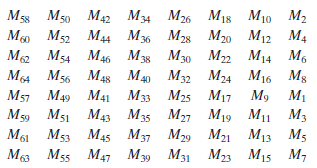 M58 M50 M42 M34 M26 M18 M10 M2
M60 M52 M44 M36 M28 M20 M12 M4
M62 M54 M46 M38 M30 M22 M14 M6
M64 M56 M48 M40 M32 M24 M16 M8
M57 M49 M41 M33 M25 M17 M9 M1
M59 M51 M43 M35 M27 M19 M11 M3
M61 M53 M45 M37 M29 M21 M13 M5
M63 M55 M47 M39 M31 M23 M15 M7